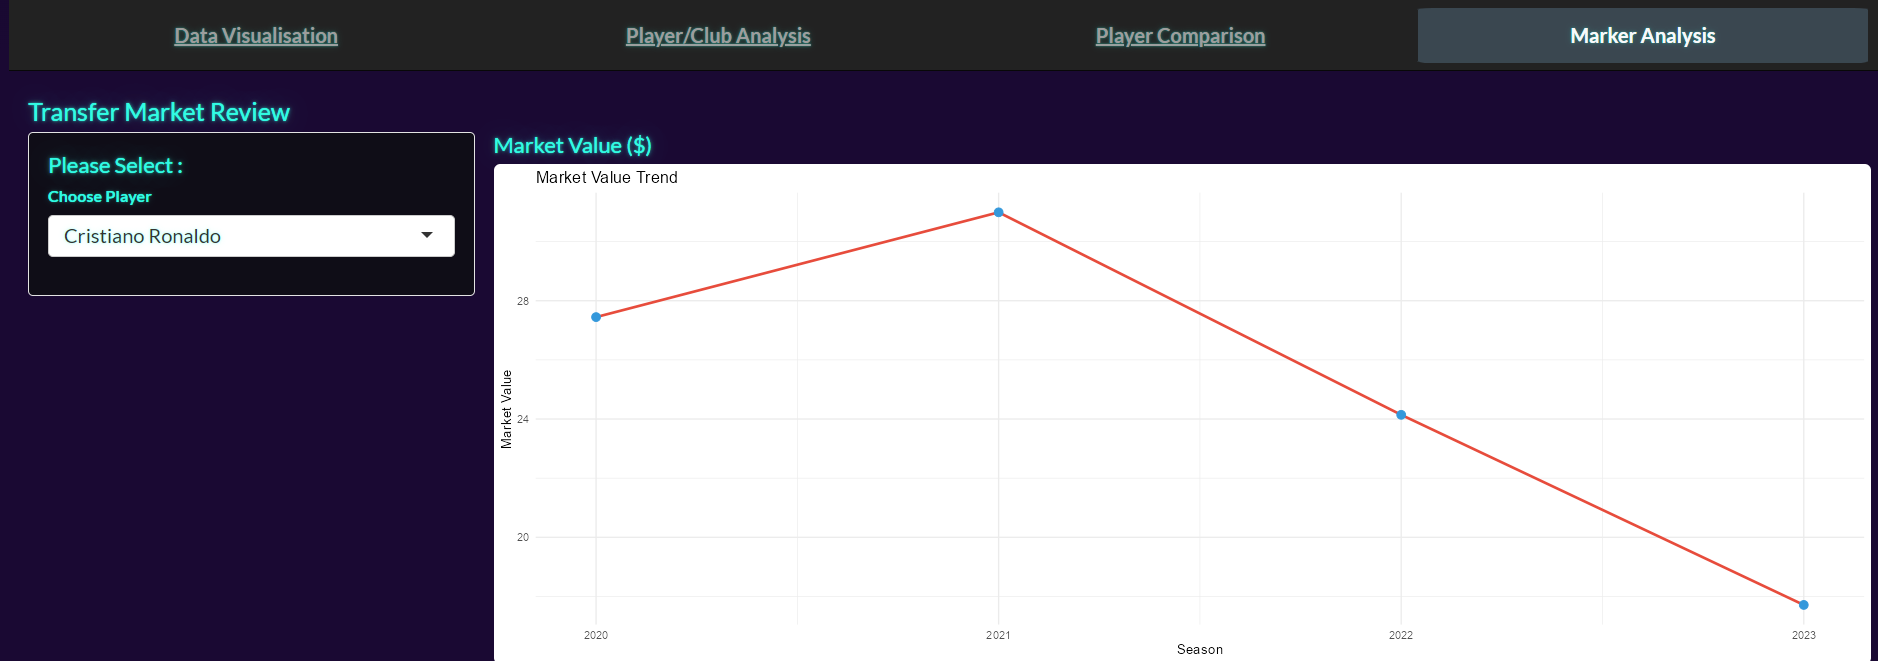 Data Visualisation
Player/Club Analysis
Player Comparison
Marker Analysis
Transfer Market Review
Please Select :
Choose Player
Cristiano Ronaldo
Market Value ($)
Market Value Trend
Market Value
28
24
20
2020
2021
2022
2023
Season